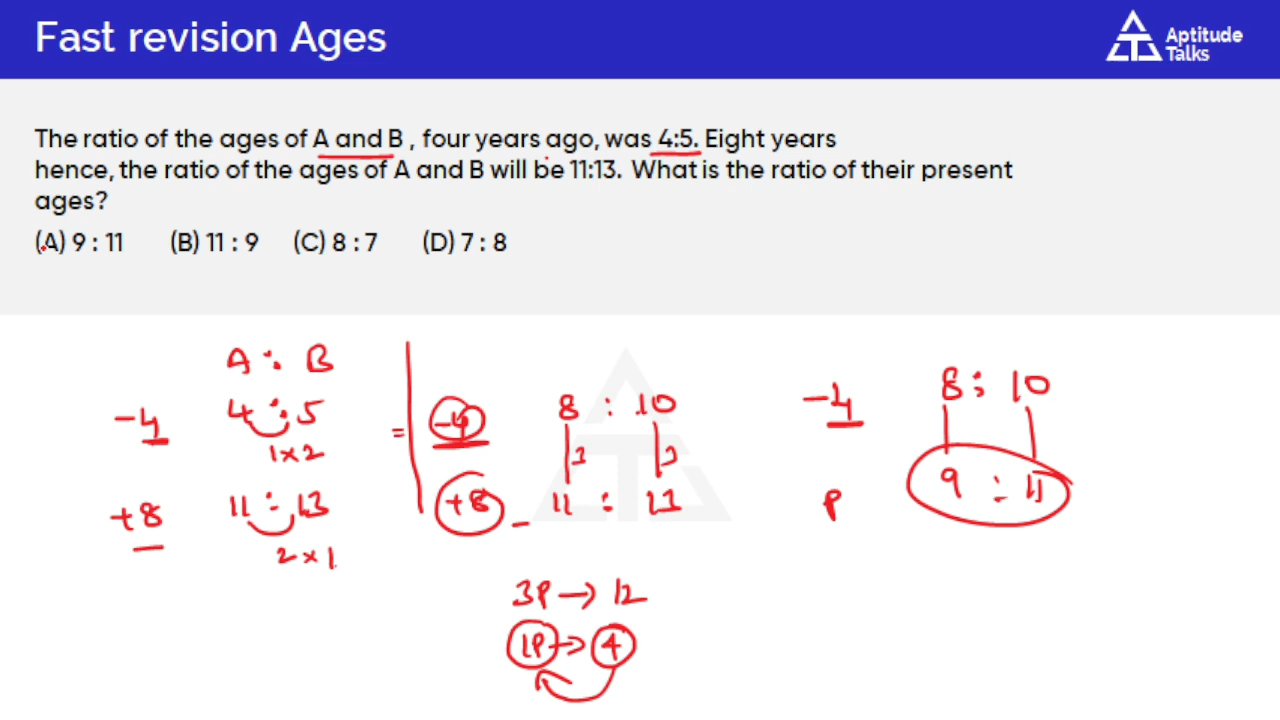 Fast revision Ages
Aptitude
Talks
The ratio of the ages of A and B , four years ago, was 4:5. Eight years
hence, the ratio of the ages of A and B will be 11:13. What is the ratio of their present
ages?
(A) 9 : 11 (B) 11 : 9 (C) 8 : 7 (D) 7 : 8
A : B
-4 4 : 5
1 x 2
+8 11 : 13
2 x 1
= -4 8 : 10
3 3
+8 11 : 13
3P → 12
1P → 4
-4 8 : 10
P 9 : 11